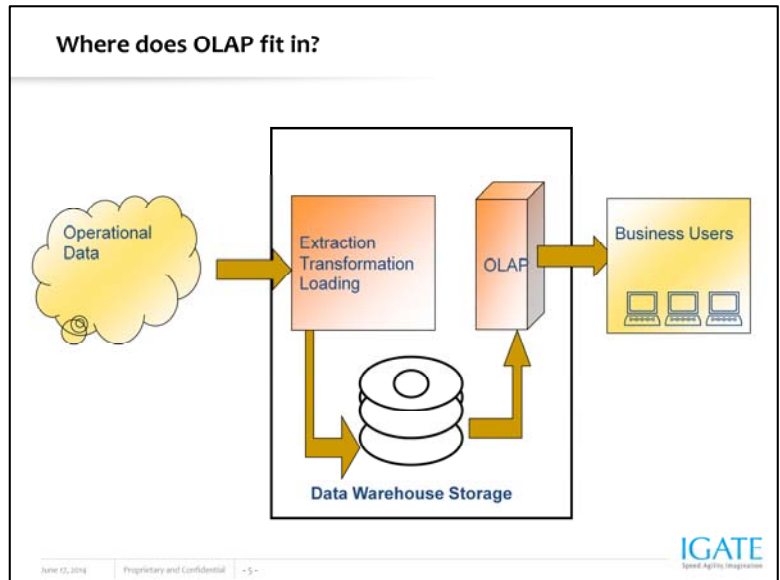 Where does OLAP fit in?
Operational
Data
Extraction
Transformation
Loading
OLAP
Business Users
Data Warehouse Storage
June 17, 2014
Proprietary and Confidential
- 5 -
IGATE
Speed.Agility.Imagination